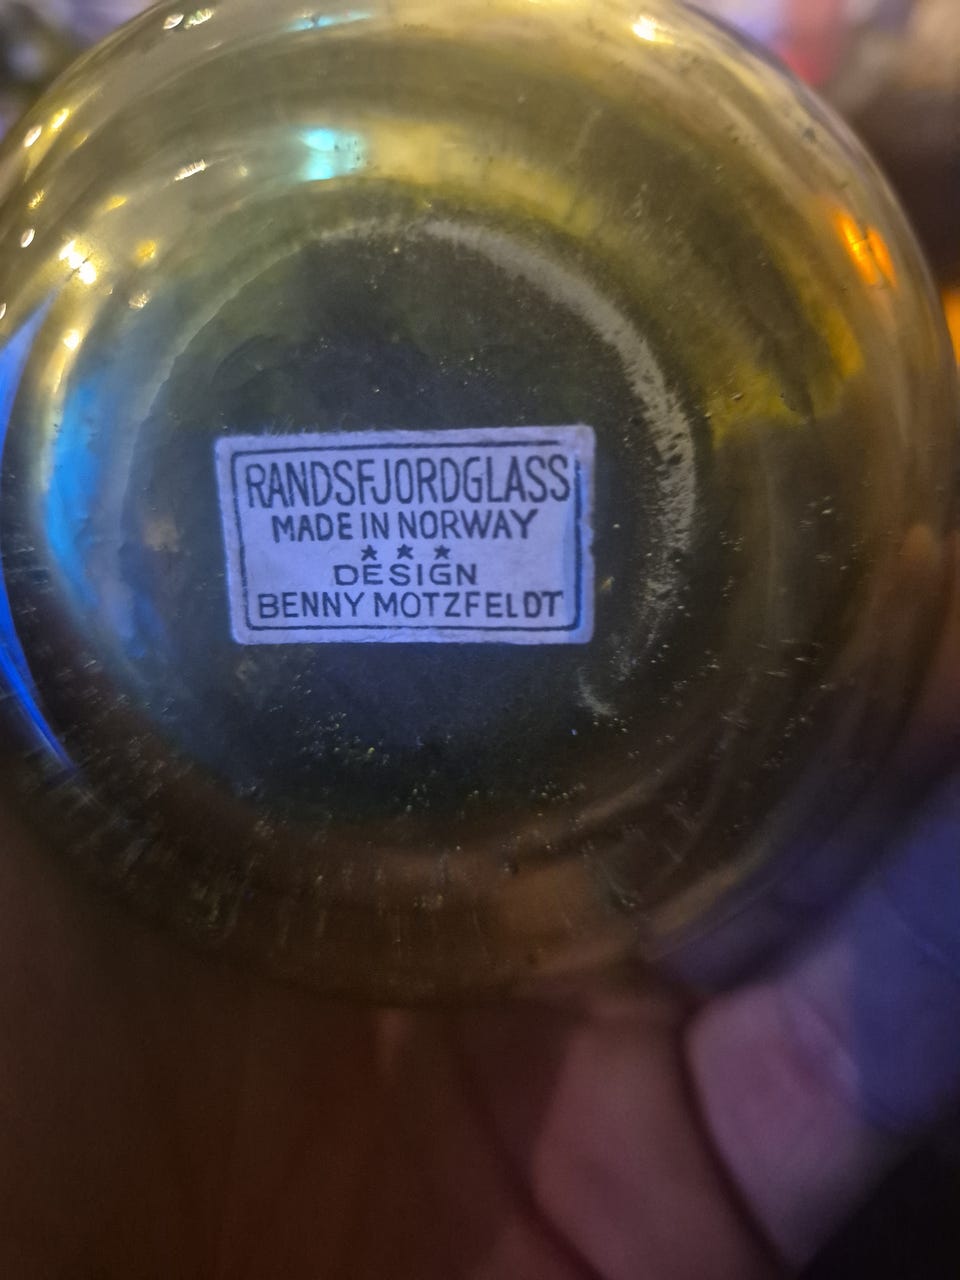 RANDSFJORDGLASS
MADE IN NORWAY
★ ★ ★
DESIGN
BENNY MOTZFELDT